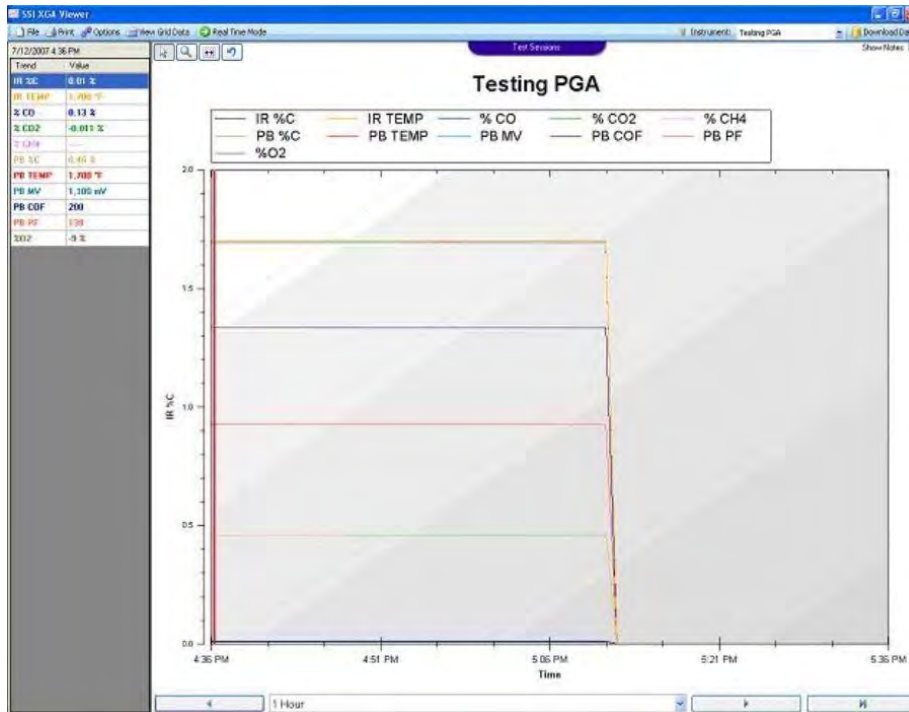 SSI XGA Viewer
File Print Options View Grid Data Real Time Mode Instrument: Testing PGA Download Da
7/12/2007 4:36 PM Test Sessions Show Notes
Trend Value
IR %C 0.01 %
IR TEMP 1,700 °F
% CO 0.13 %
% CO2 -0.011 %
% CH4 ----
PB %C 0.46 %
PB TEMP 1,700 °F
PB MV 1,100 mV
PB COF 200
PB PF 139
%O2 -9 %
Testing PGA
IR %C IR TEMP % CO % CO2 % CH4
PB %C PB TEMP PB MV PB COF PB PF
%O2
2.0
1.5
1.0
0.5
0.0
IR %C
4:36 PM 4:51 PM 5:06 PM 5:21 PM 5:36 PM
Time
1 Hour